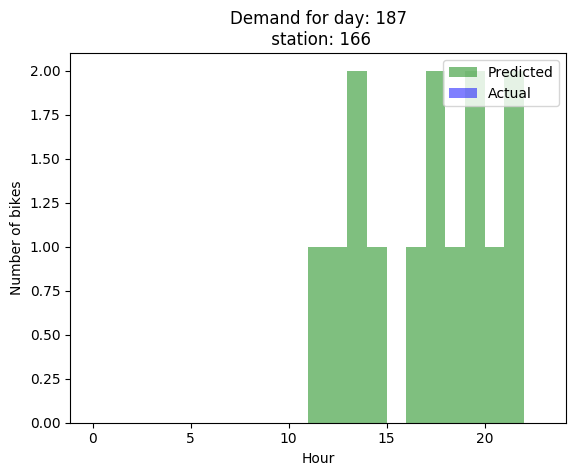 Demand for day: 187
station: 166
Predicted
Actual
2.00
1.75
1.50
1.25
1.00
0.75
0.50
0.25
0.00
Number of bikes
0 5 10 15 20
Hour